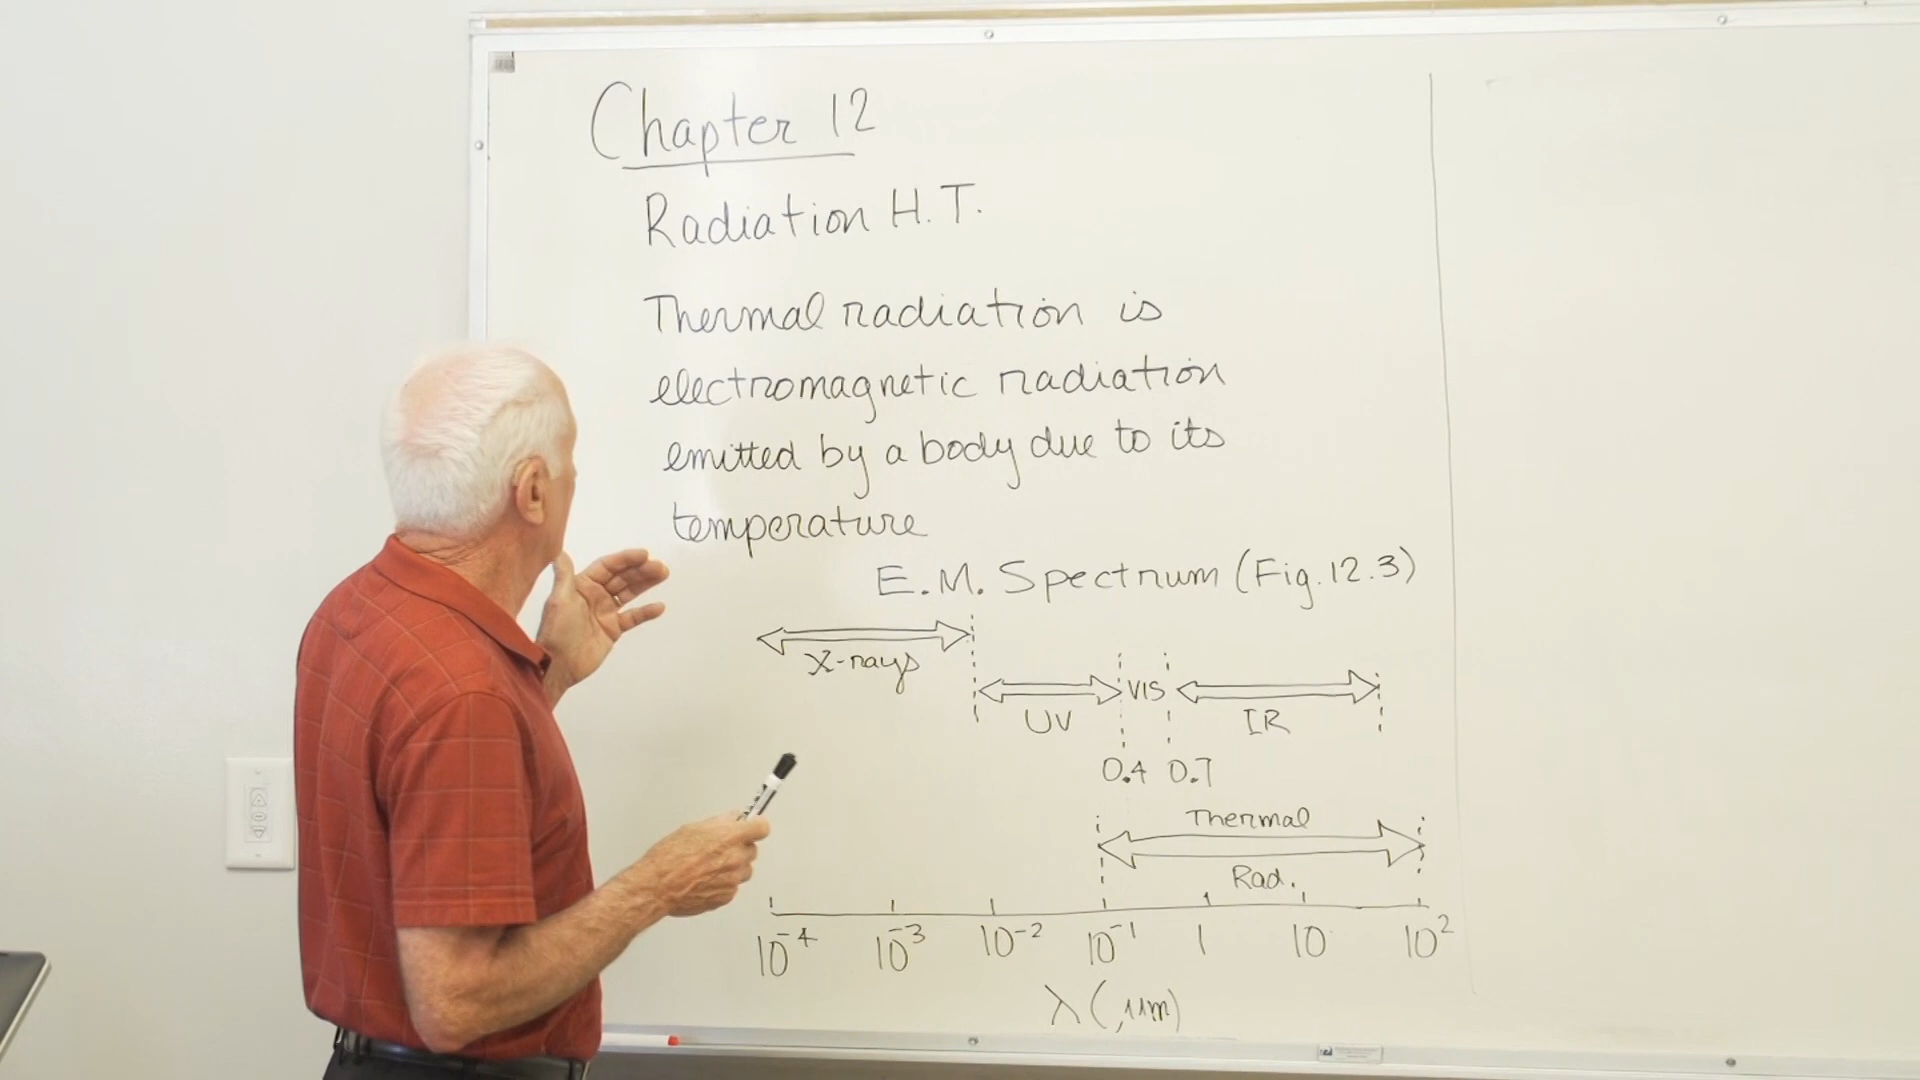 Chapter 12
Radiation H.T.
Thermal radiation is
electromagnetic radiation
emitted by a body due to its
temperature
E.M. Spectrum (Fig. 12.3)
X-rays
UV VIS IR
0.4 0.7
Thermal
Rad.
10⁻⁴ 10⁻³ 10⁻² 10⁻¹ 1 10 10²
λ (μm)